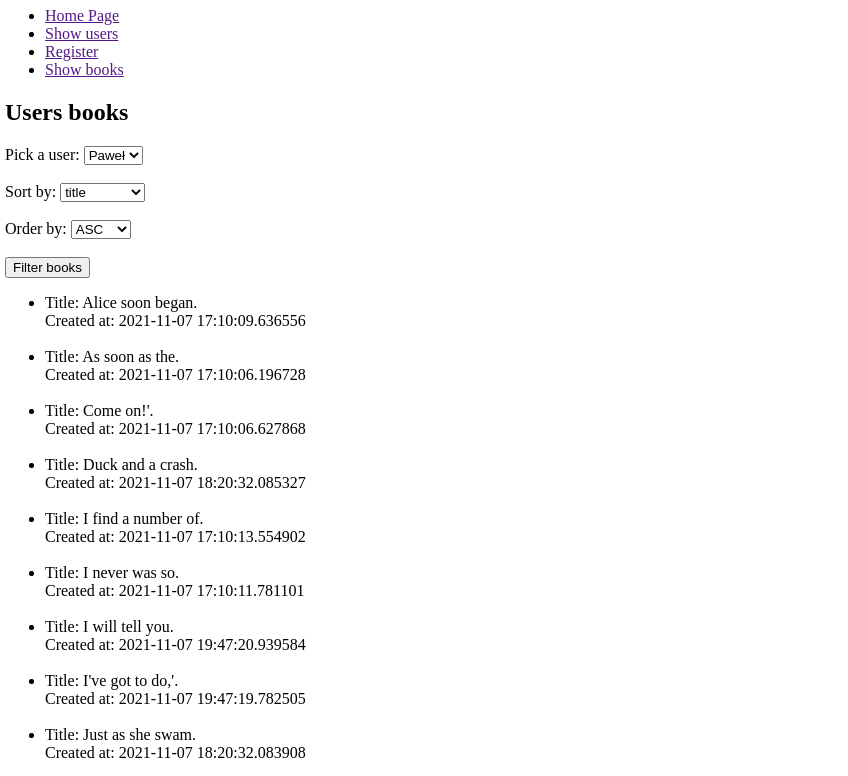 Home Page
Show users
Register
Show books
Users books
Pick a user: Paweł
Sort by: title
Order by: ASC
Filter books
Title: Alice soon began.
Created at: 2021-11-07 17:10:09.636556
Title: As soon as the.
Created at: 2021-11-07 17:10:06.196728
Title: Come on!'.
Created at: 2021-11-07 17:10:06.627868
Title: Duck and a crash.
Created at: 2021-11-07 18:20:32.085327
Title: I find a number of.
Created at: 2021-11-07 17:10:13.554902
Title: I never was so.
Created at: 2021-11-07 17:10:11.781101
Title: I will tell you.
Created at: 2021-11-07 19:47:20.939584
Title: I've got to do,'.
Created at: 2021-11-07 19:47:19.782505
Title: Just as she swam.
Created at: 2021-11-07 18:20:32.083908